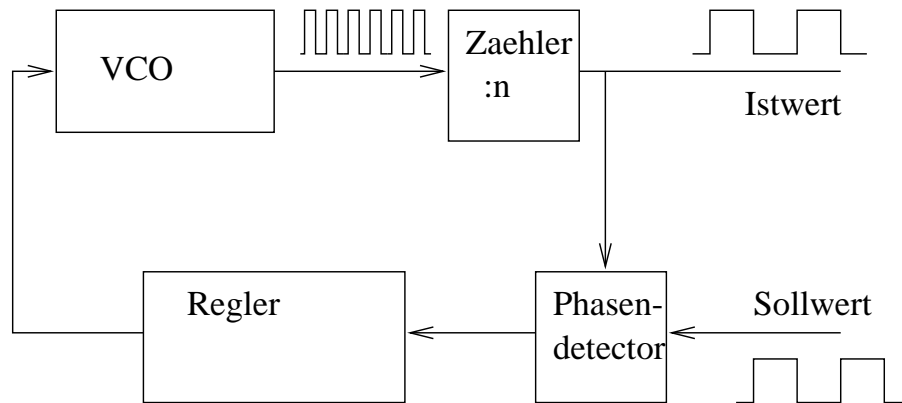 VCO
Zaehler
:n
Istwert
Regler
Phasen-
detector
Sollwert